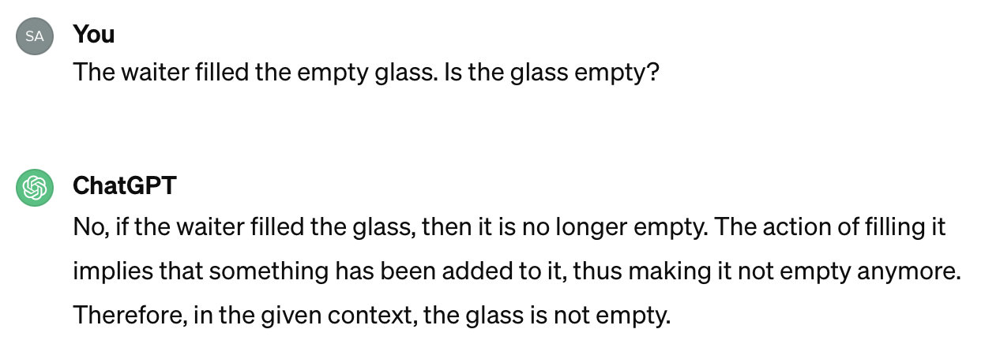 SA
You
The waiter filled the empty glass. Is the glass empty?
ChatGPT
No, if the waiter filled the glass, then it is no longer empty. The action of filling it
implies that something has been added to it, thus making it not empty anymore.
Therefore, in the given context, the glass is not empty.